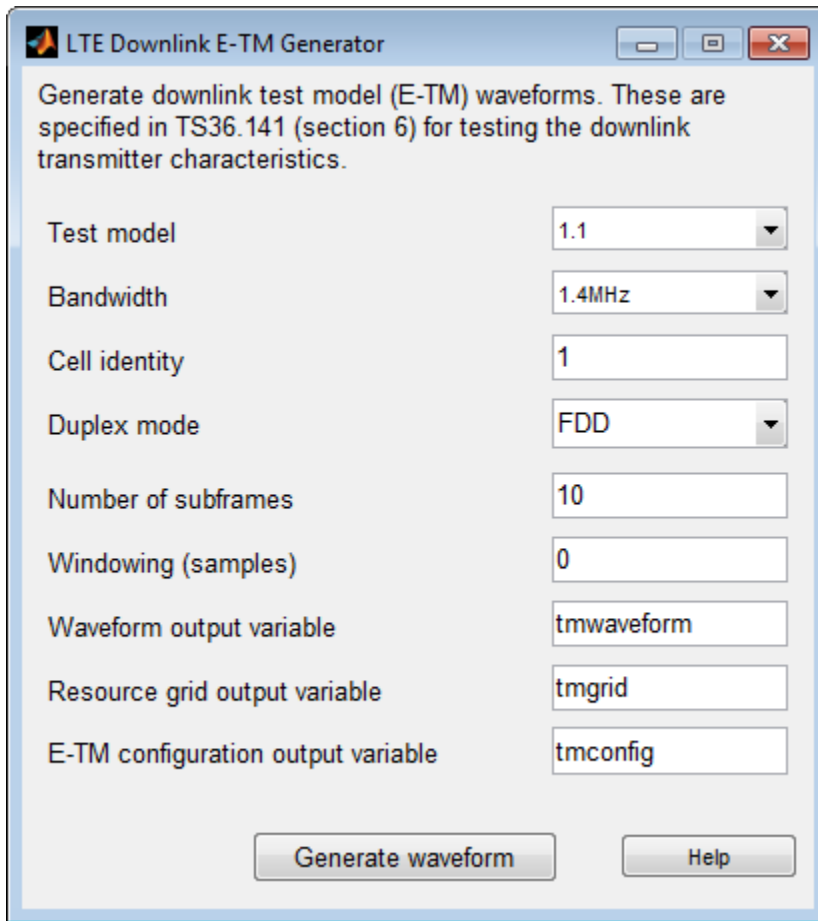 LTE Downlink E-TM Generator
Generate downlink test model (E-TM) waveforms. These are
specified in TS36.141 (section 6) for testing the downlink
transmitter characteristics.
Test model 1.1
Bandwidth 1.4MHz
Cell identity 1
Duplex mode FDD
Number of subframes 10
Windowing (samples) 0
Waveform output variable tmwaveform
Resource grid output variable tmgrid
E-TM configuration output variable tmconfig
Generate waveform Help